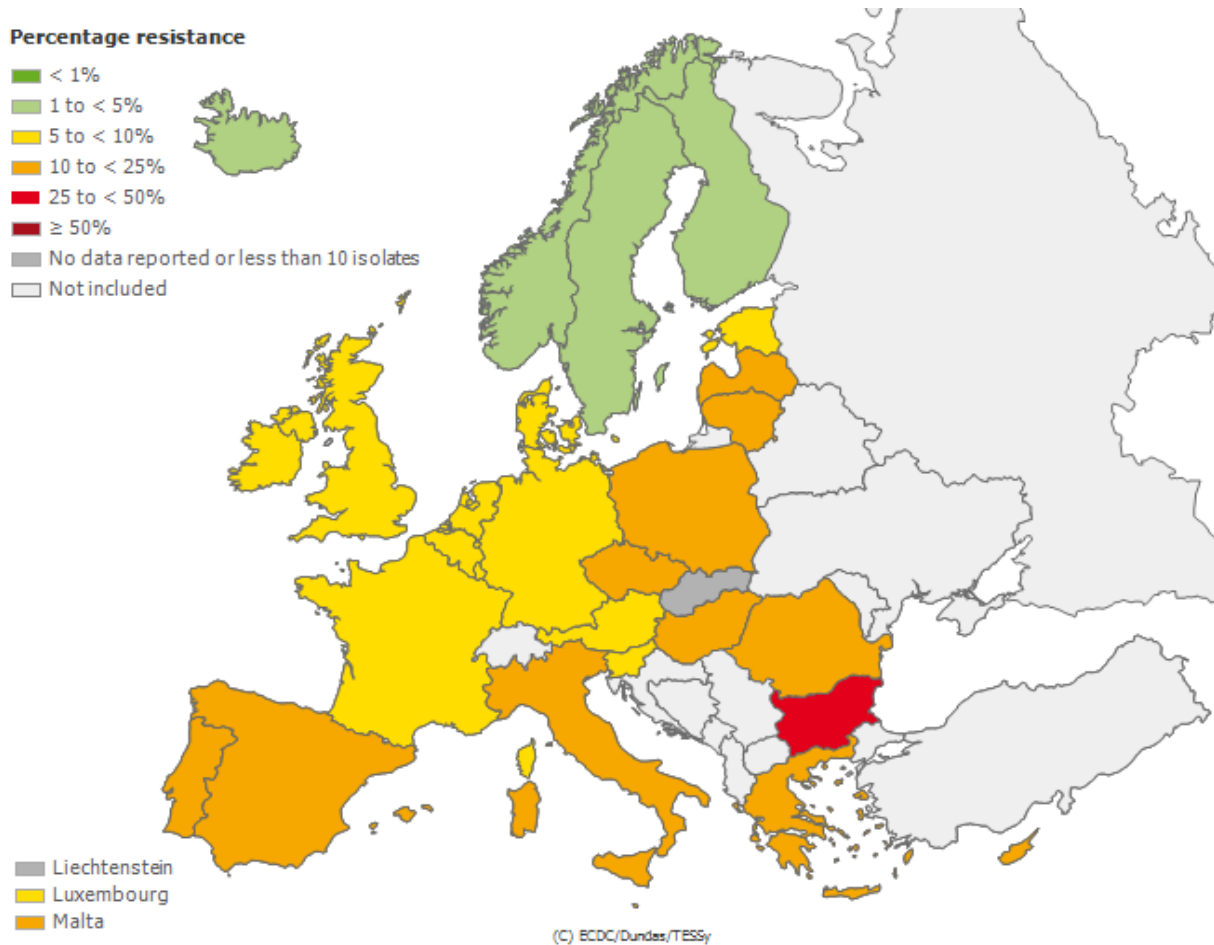 Percentage resistance
< 1%
1 to < 5%
5 to < 10%
10 to < 25%
25 to < 50%
≥ 50%
No data reported or less than 10 isolates
Not included
Liechtenstein
Luxembourg
Malta
(C) ECDC/Dundas/TESSy